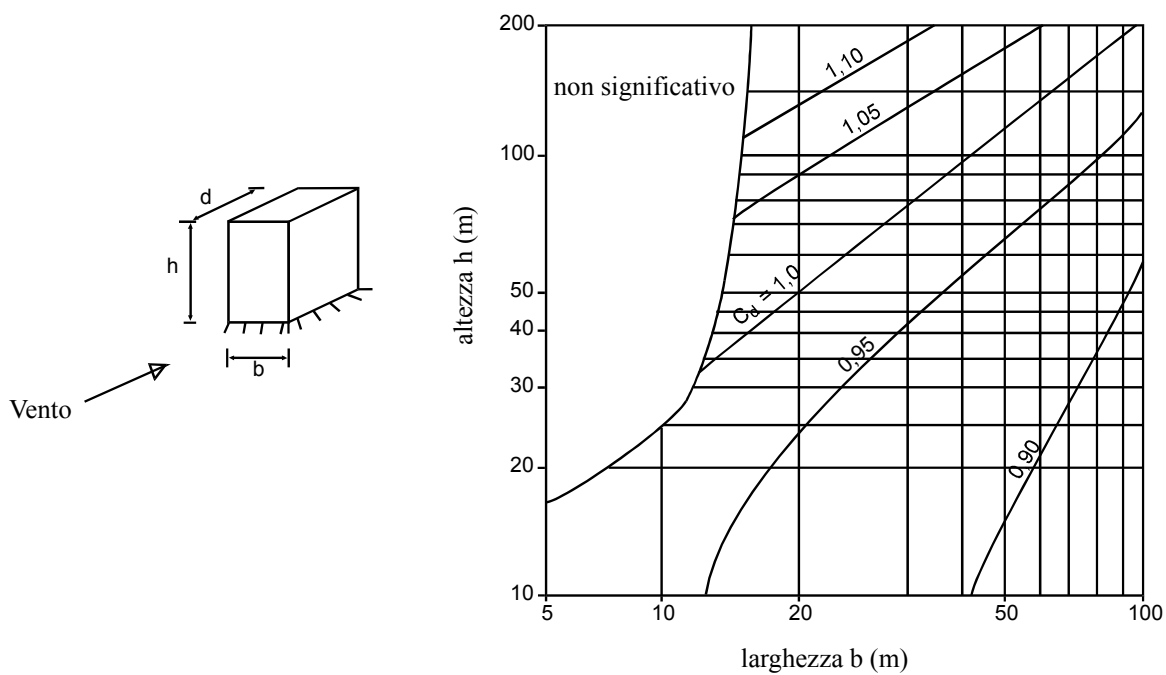 d
h
b
Vento
200
100
50
40
30
20
10
altezza h (m)
non significativo
1,10
1,05
Cd = 1,0
0,95
0,90
5
10
20
50
100
larghezza b (m)